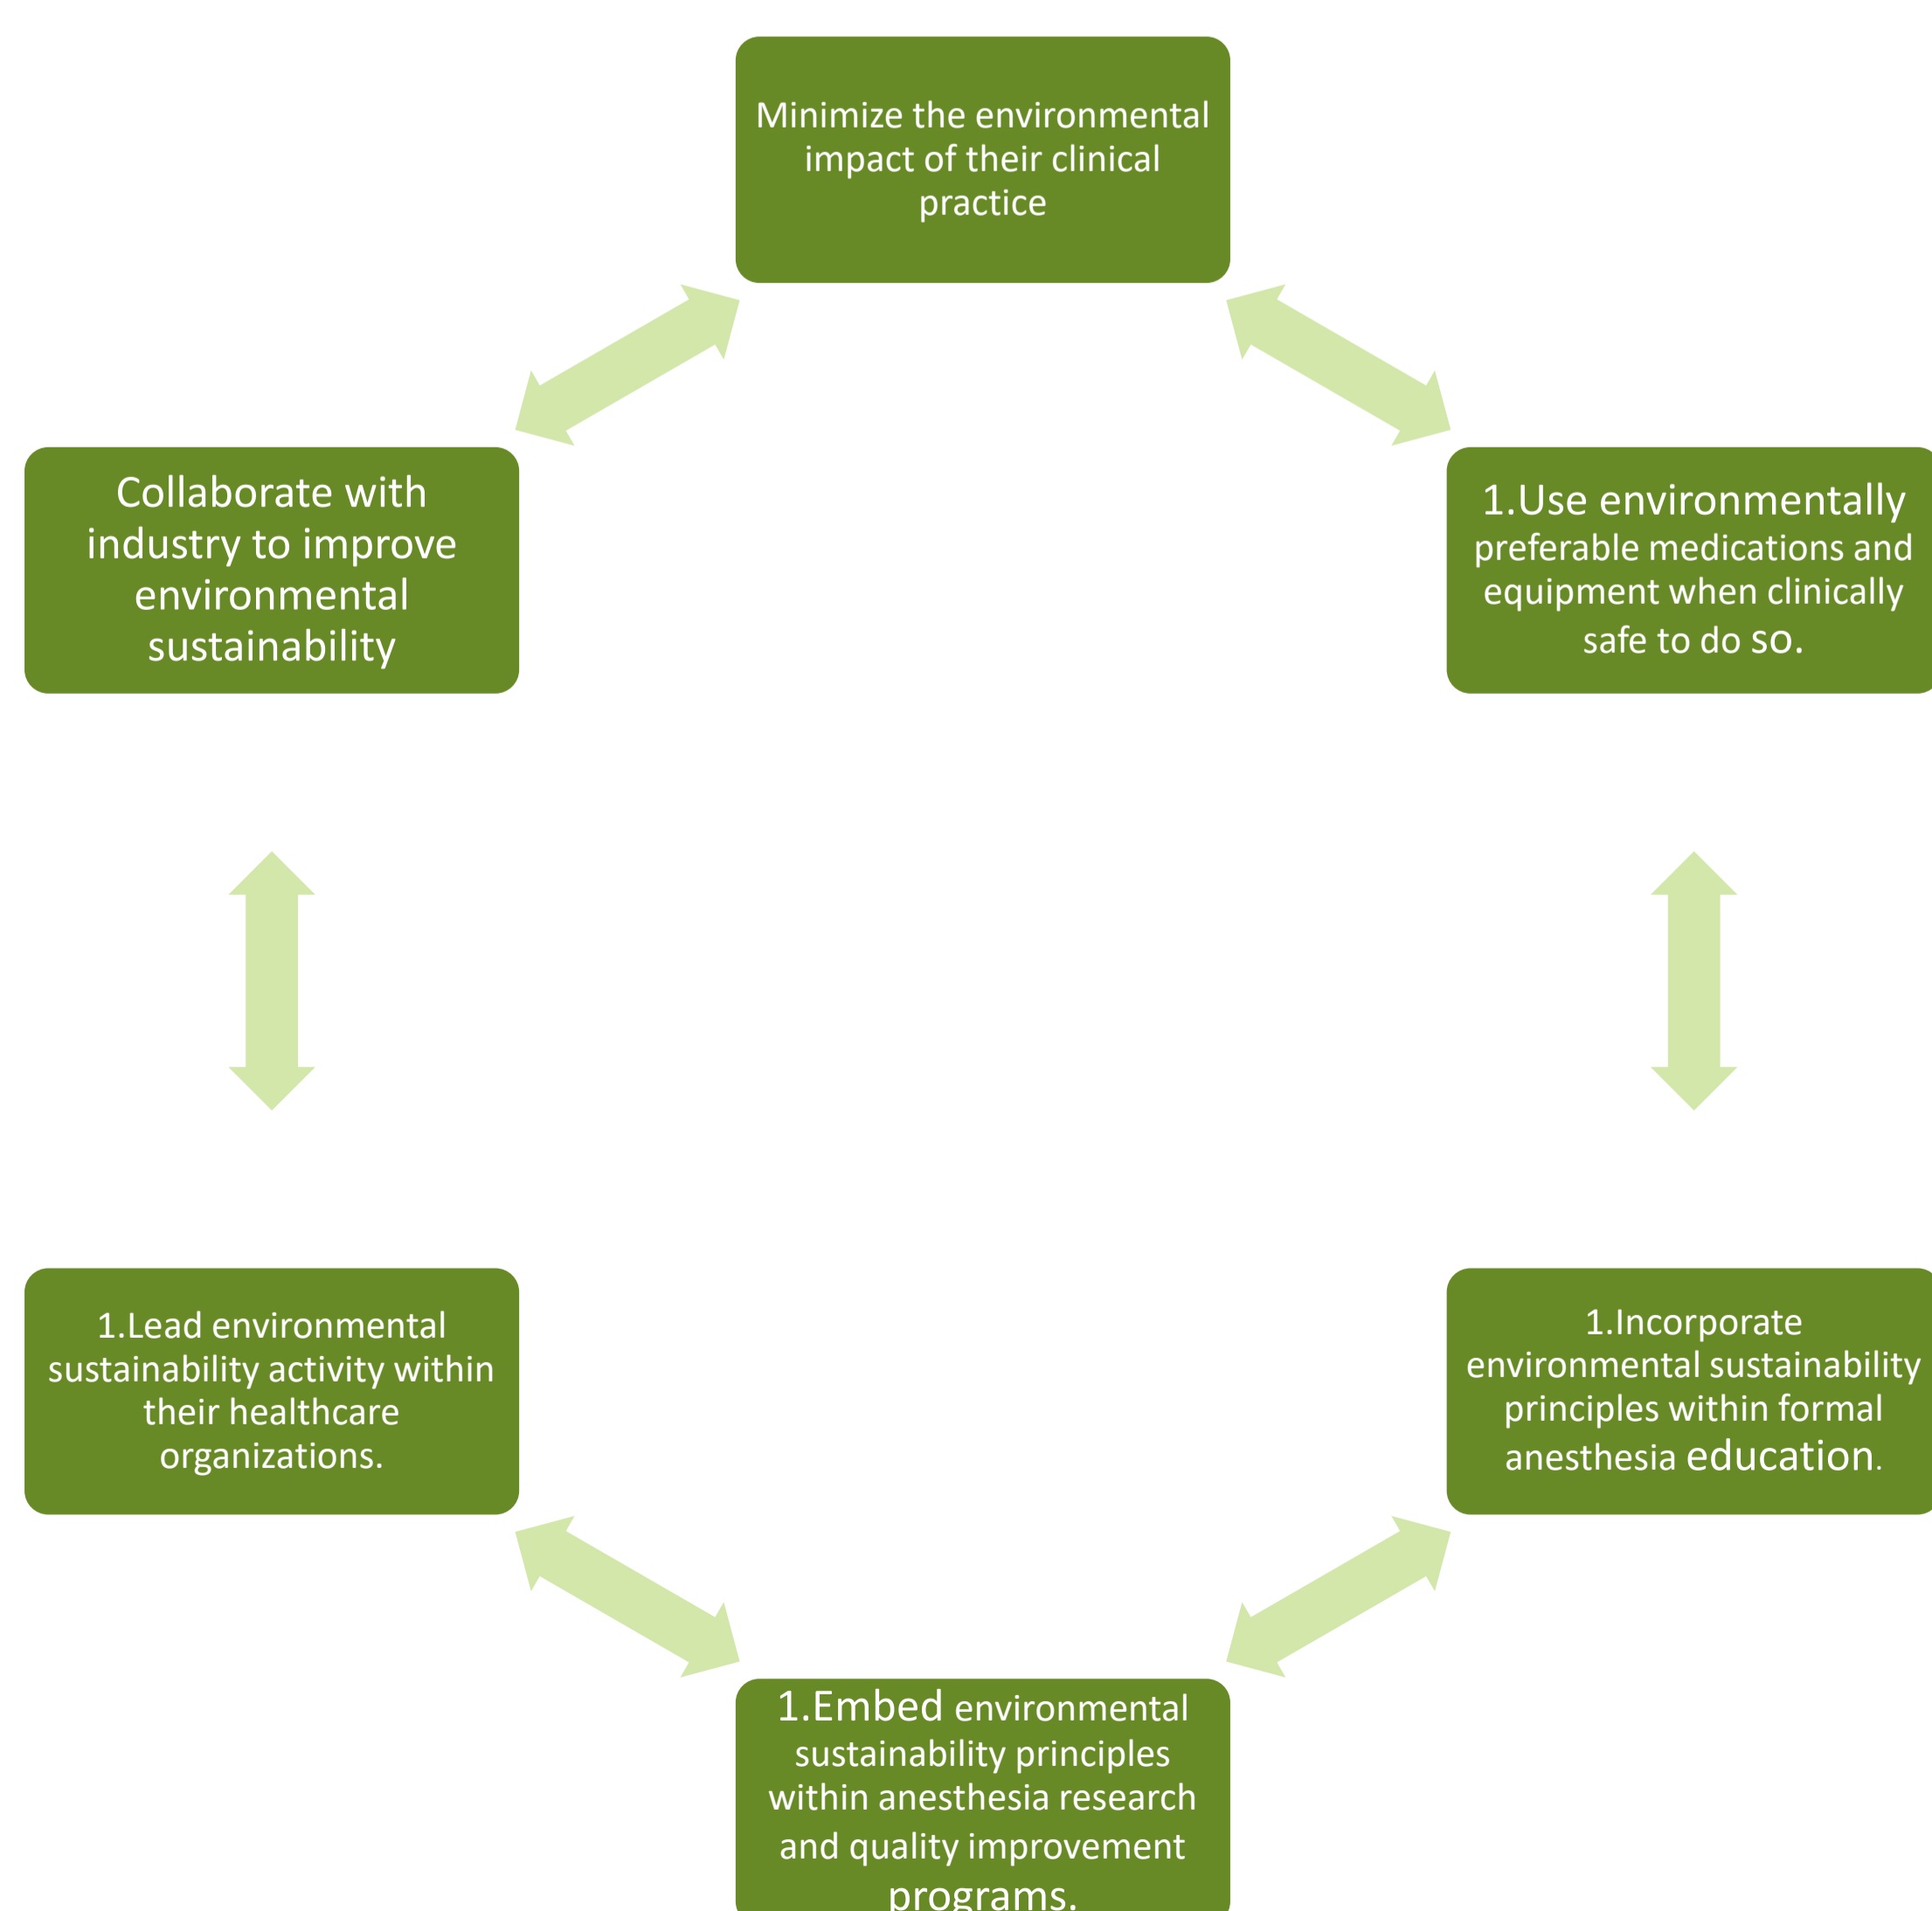 Minimize the environmental
impact of their clinical
practice
Collaborate with
industry to improve
environmental
sustainability
1.Use environmentally
preferable medications and
equipment when clinically
safe to do so.
1.Lead environmental
sustainability activity within
their healthcare
organizations.
1.Incorporate
environmental sustainability
principles within formal
anesthesia education.
1.Embed environmental
sustainability principles
within anesthesia research
and quality improvement
programs.